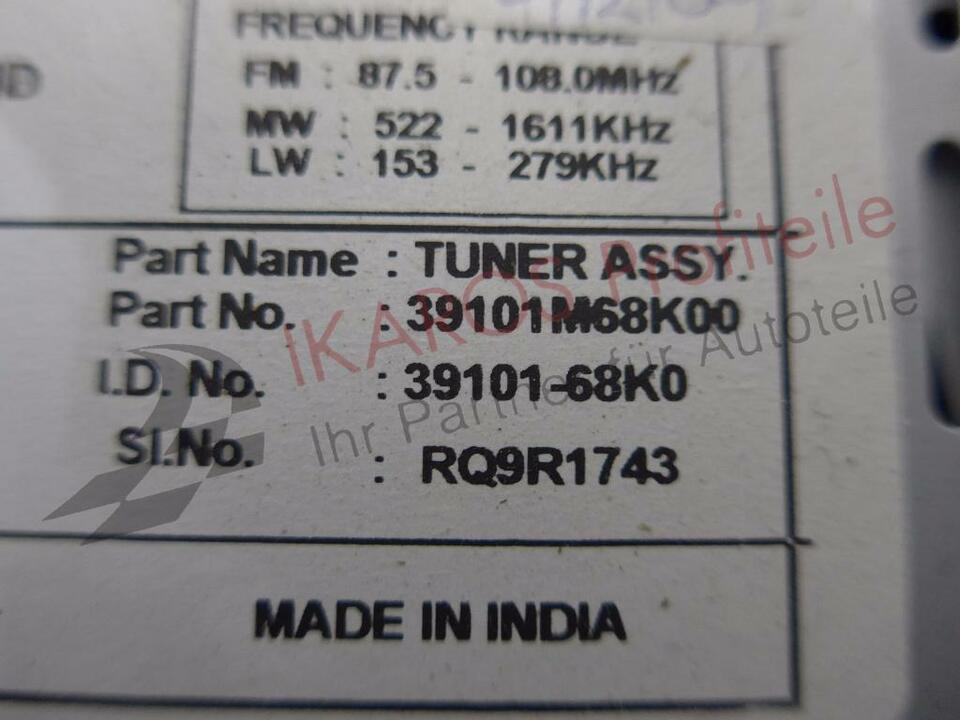 FREQUENCY RANGE
ND
FM : 87.5 - 108.0MHz
MW : 522 - 1611KHz
LW : 153 - 279KHz
Part Name : TUNER ASSY.
Part No. : 39101M68K00
I.D. No. : 39101-68K0
Sl.No. : RQ9R1743
MADE IN INDIA
IKAROS Profiteile
Ihr Partner für Autoteile